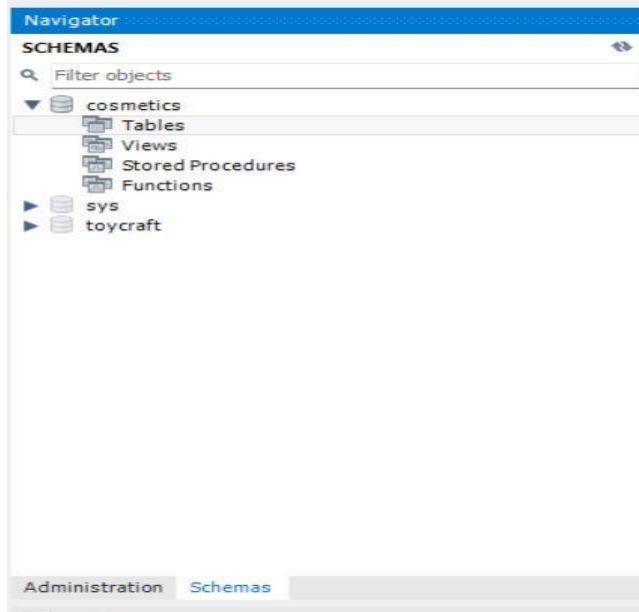 Navigator
SCHEMAS
Filter objects
cosmetics
Tables
Views
Stored Procedures
Functions
sys
toycraft
Administration Schemas